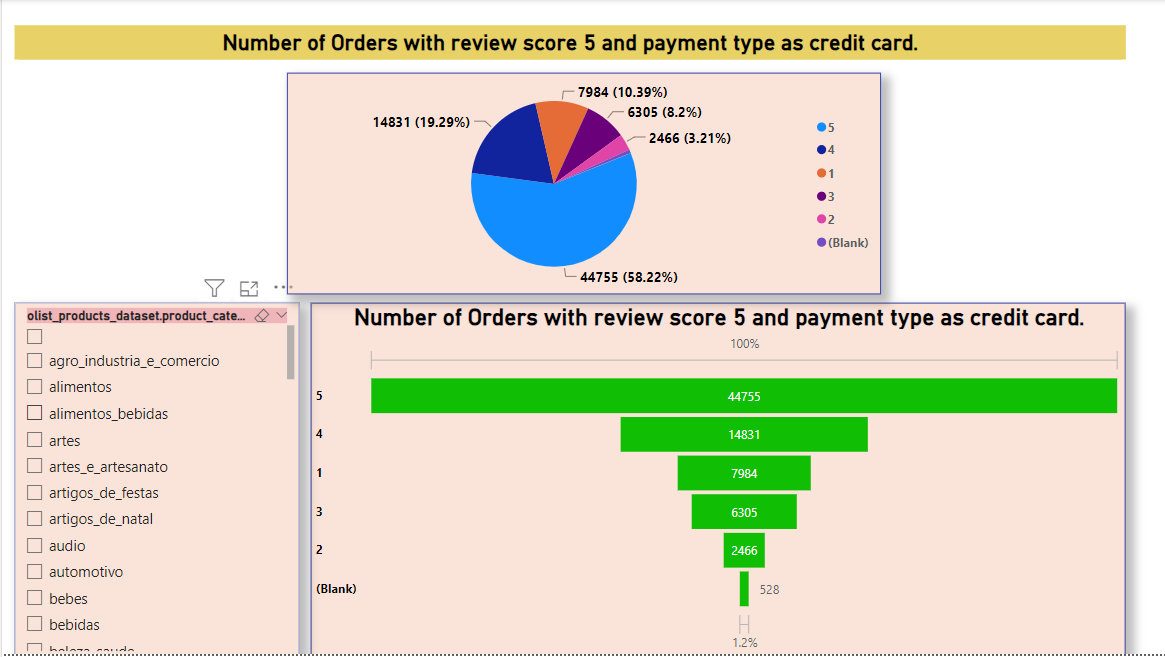 Number of Orders with review score 5 and payment type as credit card.
7984 (10.39%)
6305 (8.2%)
14831 (19.29%)
2466 (3.21%)
44755 (58.22%)
5
4
1
3
2
(Blank)
olist_products_dataset.product_cate...
agro_industria_e_comercio
alimentos
alimentos_bebidas
artes
artes_e_artesanato
artigos_de_festas
artigos_de_natal
audio
automotivo
bebes
bebidas
beleza_saude
Number of Orders with review score 5 and payment type as credit card.
100%
5 44755
4 14831
1 7984
3 6305
2 2466
(Blank) 528
1.2%